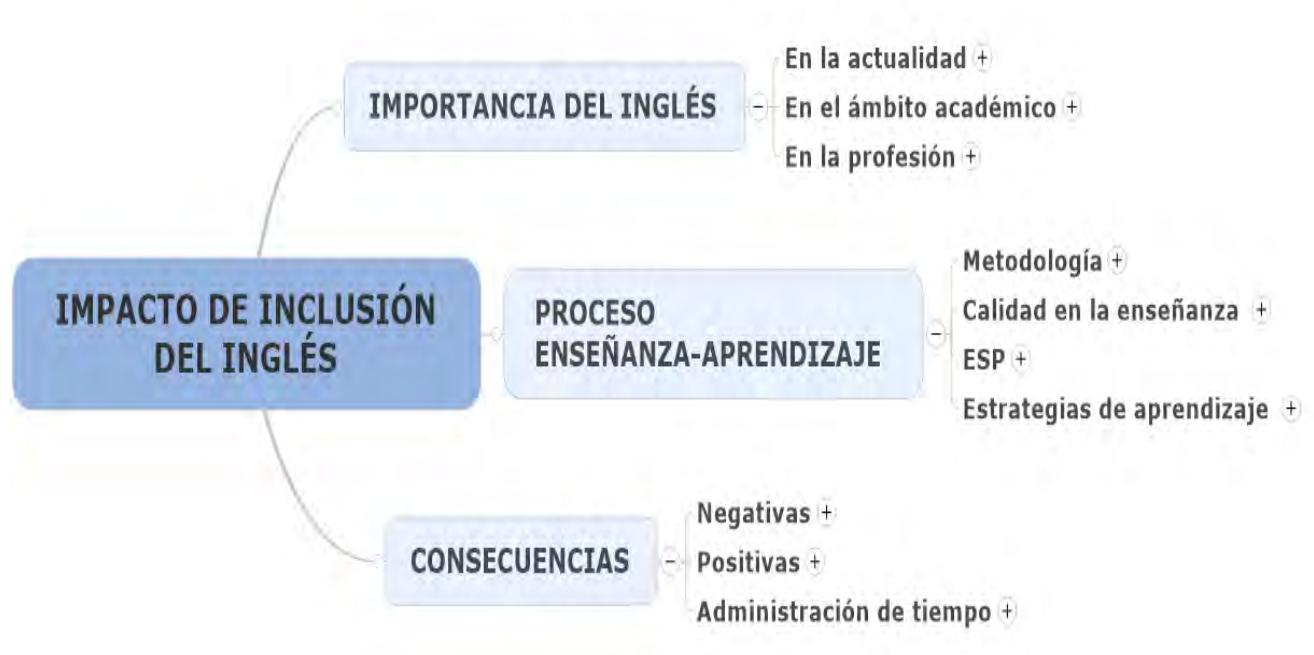 IMPACTO DE INCLUSIÓN
DEL INGLÉS
IMPORTANCIA DEL INGLÉS
En la actualidad
En el ámbito académico
En la profesión
PROCESO
ENSEÑANZA-APRENDIZAJE
Metodología
Calidad en la enseñanza
ESP
Estrategias de aprendizaje
CONSECUENCIAS
Negativas
Positivas
Administración de tiempo